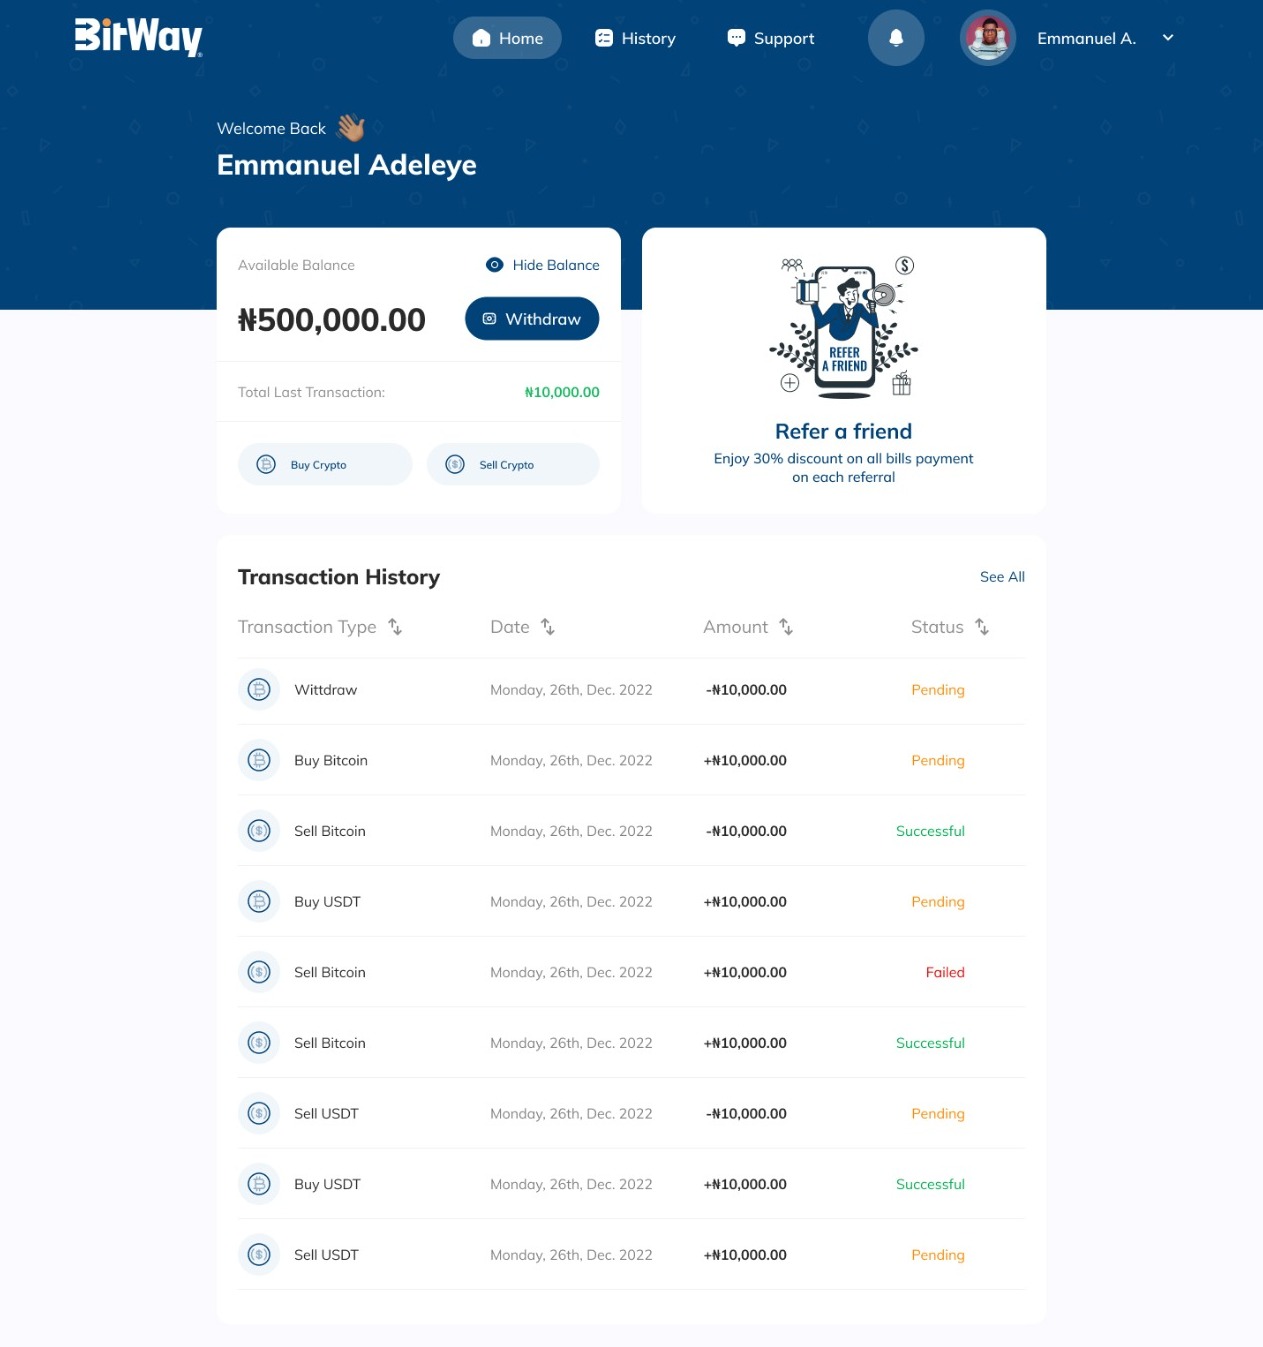 BitWay
Home
History
Support
Emmanuel A.
Welcome Back
Emmanuel Adeleye
Available Balance
Hide Balance
₦500,000.00
Withdraw
Total Last Transaction:
₦10,000.00
Buy Crypto
Sell Crypto
REFER
A FRIEND
Refer a friend
Enjoy 30% discount on all bills payment
on each referral
Transaction History
See All
Transaction Type Date Amount Status
Wittdraw Monday, 26th, Dec. 2022 -₦10,000.00 Pending
Buy Bitcoin Monday, 26th, Dec. 2022 +₦10,000.00 Pending
Sell Bitcoin Monday, 26th, Dec. 2022 -₦10,000.00 Successful
Buy USDT Monday, 26th, Dec. 2022 +₦10,000.00 Pending
Sell Bitcoin Monday, 26th, Dec. 2022 +₦10,000.00 Failed
Sell Bitcoin Monday, 26th, Dec. 2022 +₦10,000.00 Successful
Sell USDT Monday, 26th, Dec. 2022 -₦10,000.00 Pending
Buy USDT Monday, 26th, Dec. 2022 +₦10,000.00 Successful
Sell USDT Monday, 26th, Dec. 2022 +₦10,000.00 Pending